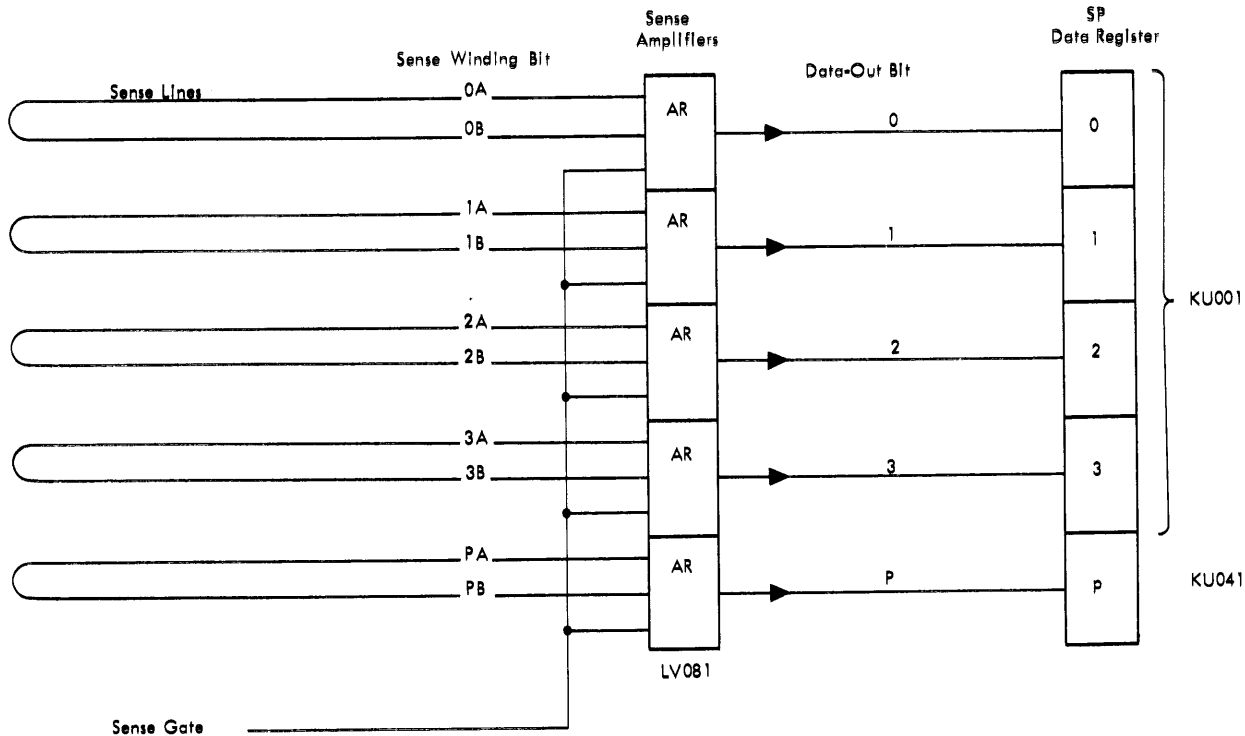 Sense
Amplifiers
SP
Data Register
Sense Winding Bit
Data-Out Bit
Sense Lines
0A
0B
AR
0
0
1A
1B
AR
1
1
2A
2B
AR
2
2
KU001
3A
3B
AR
3
3
PA
PB
AR
P
P
KU041
LV081
Sense Gate